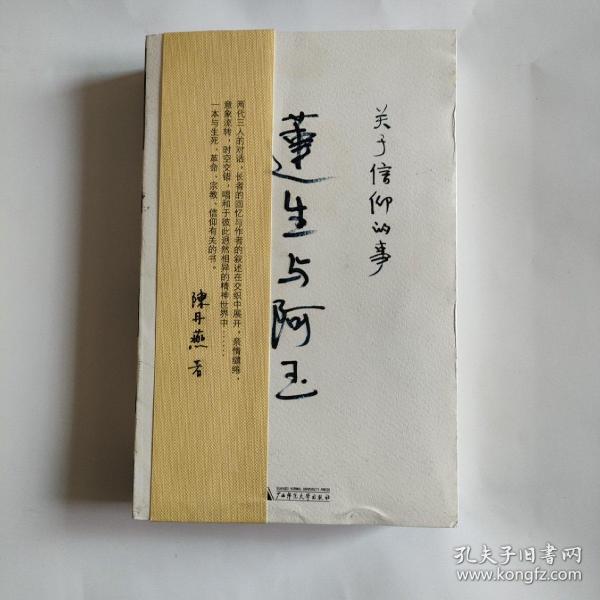 关于信仰的事
莲生与阿玉
两代三人的对话，长者的回忆与作者的叙述在交织中展开，亲情缱绻，
意象流转，时空交错，唱和于彼此迥然相异的精神世界中……
一本与生死、革命、宗教、信仰有关的书。
陳丹燕 著
GUANGXI NORMAL UNIVERSITY PRESS
广西师范大学出版社
孔夫子旧书网
www.kongfz.com